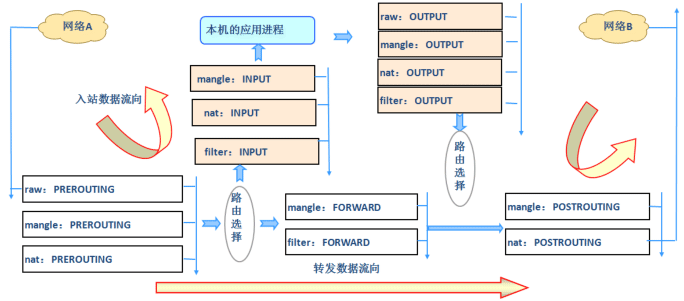 网络A
本机的应用进程
raw：OUTPUT
mangle：OUTPUT
nat：OUTPUT
filter：OUTPUT
网络B
mangle：INPUT
nat：INPUT
filter：INPUT
入站数据流向
路由选择
raw：PREROUTING
mangle：PREROUTING
nat：PREROUTING
路由选择
mangle：FORWARD
filter：FORWARD
mangle：POSTROUTING
nat：POSTROUTING
转发数据流向